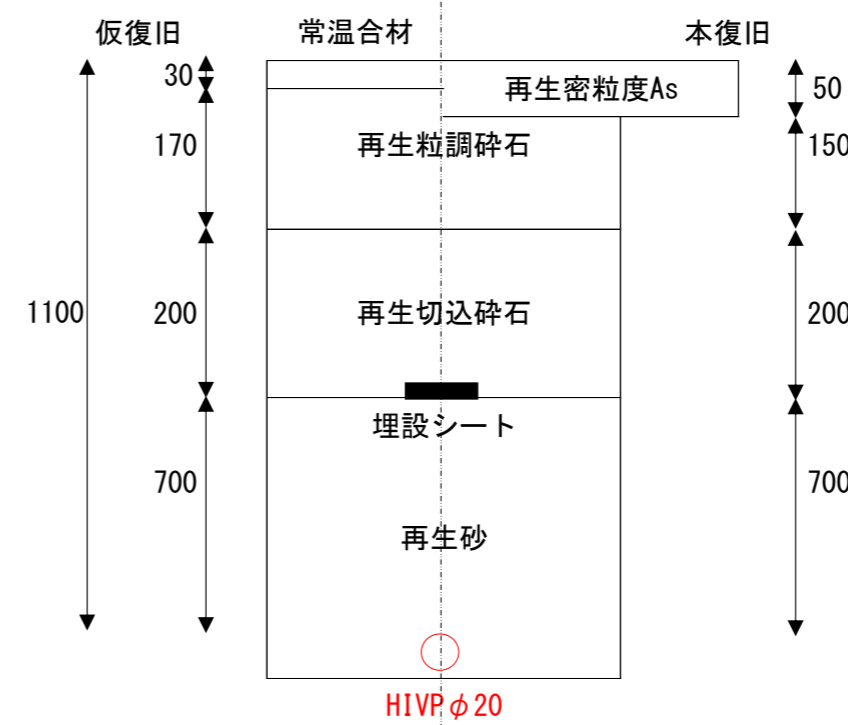 仮復旧 常温合材 本復旧
30 再生密粒度As 50
170 再生粒調砕石 150
1100 200 再生切込砕石 200
埋設シート
700 700
再生砂
HIVPφ20